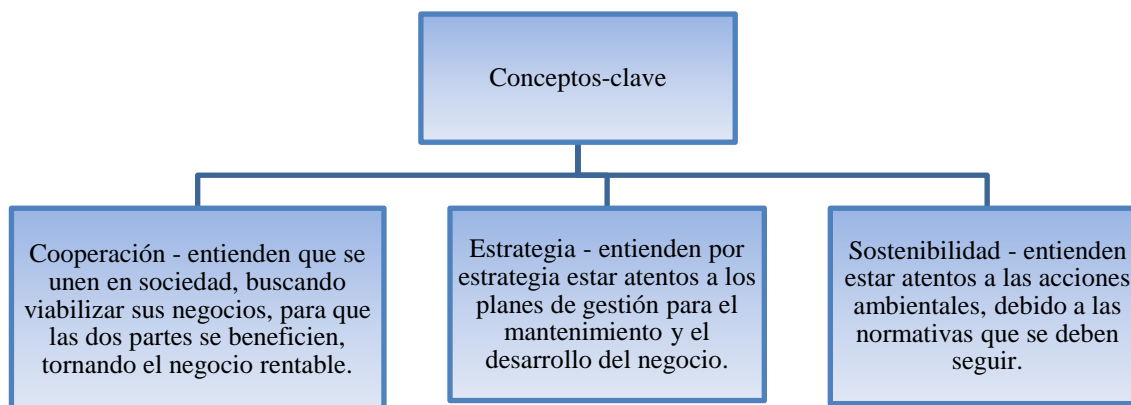 Conceptos-clave
Cooperación - entienden que se
unen en sociedad, buscando
viabilizar sus negocios, para que
las dos partes se beneficien,
tornando el negocio rentable.
Estrategia - entienden por
estrategia estar atentos a los
planes de gestión para el
mantenimiento y el
desarrollo del negocio.
Sostenibilidad - entienden
estar atentos a las acciones
ambientales, debido a las
normativas que se deben
seguir.